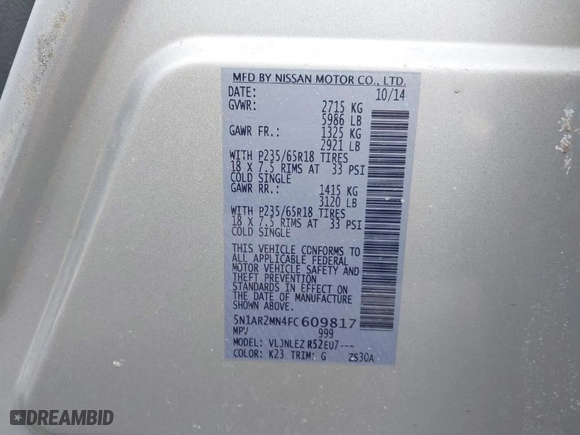 MFD BY NISSAN MOTOR CO., LTD.
DATE: 10/14
GVWR: 2715 KG
5986 LB
GAWR FR.: 1325 KG
2921 LB
WITH P235/65R18 TIRES
18 X 7.5 RIMS AT 33 PSI
COLD SINGLE
GAWR RR.: 1415 KG
3120 LB
WITH P235/65R18 TIRES
18 X 7.5 RIMS AT 33 PSI
COLD SINGLE
THIS VEHICLE CONFORMS TO
ALL APPLICABLE FEDERAL
MOTOR VEHICLE SAFETY AND
THEFT PREVENTION
STANDARDS IN EFFECT ON
THE DATE OF MANUFACTURE
SHOWN ABOVE.
5N1AR2MN4FC609817
MPV 999
MODEL: VLJNLEZ R52EU7---
COLOR: K23 TRIM: G ZS30A
DREAMBID